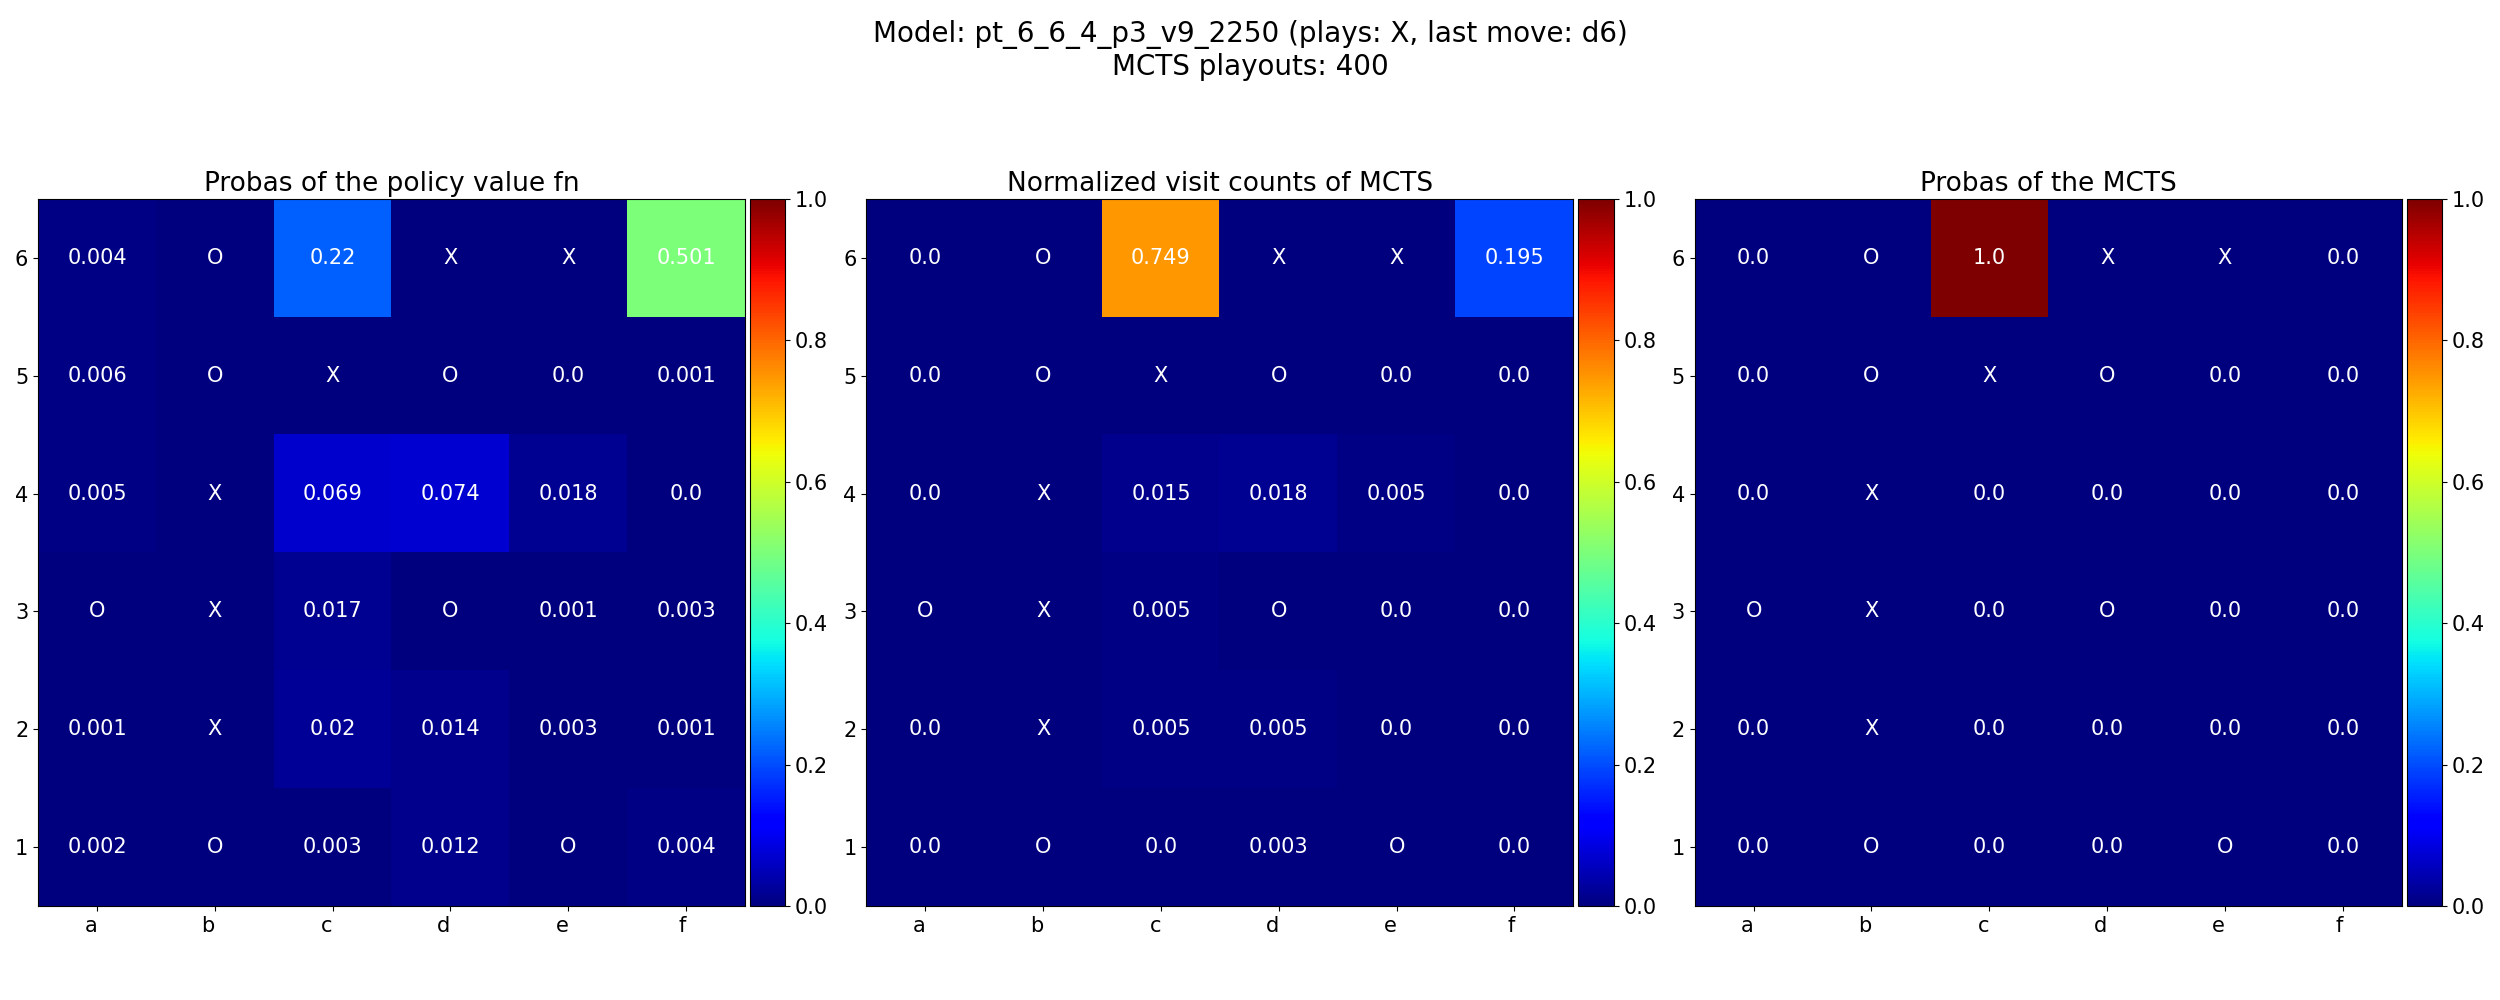 Model: pt_6_6_4_p3_v9_2250 (plays: X, last move: d6)
MCTS playouts: 400
Probas of the policy value fn
6 0.004 O 0.22 X X 0.501
5 0.006 O X O 0.0 0.001
4 0.005 X 0.069 0.074 0.018 0.0
3 O X 0.017 O 0.001 0.003
2 0.001 X 0.02 0.014 0.003 0.001
1 0.002 O 0.003 0.012 O 0.004
a b c d e f
1.0
0.8
0.6
0.4
0.2
0.0
Normalized visit counts of MCTS
6 0.0 O 0.749 X X 0.195
5 0.0 O X O 0.0 0.0
4 0.0 X 0.015 0.018 0.005 0.0
3 O X 0.005 O 0.0 0.0
2 0.0 X 0.005 0.005 0.0 0.0
1 0.0 O 0.0 0.003 O 0.0
a b c d e f
1.0
0.8
0.6
0.4
0.2
0.0
Probas of the MCTS
6 0.0 O 1.0 X X 0.0
5 0.0 O X O 0.0 0.0
4 0.0 X 0.0 0.0 0.0 0.0
3 O X 0.0 O 0.0 0.0
2 0.0 X 0.0 0.0 0.0 0.0
1 0.0 O 0.0 0.0 O 0.0
a b c d e f
1.0
0.8
0.6
0.4
0.2
0.0